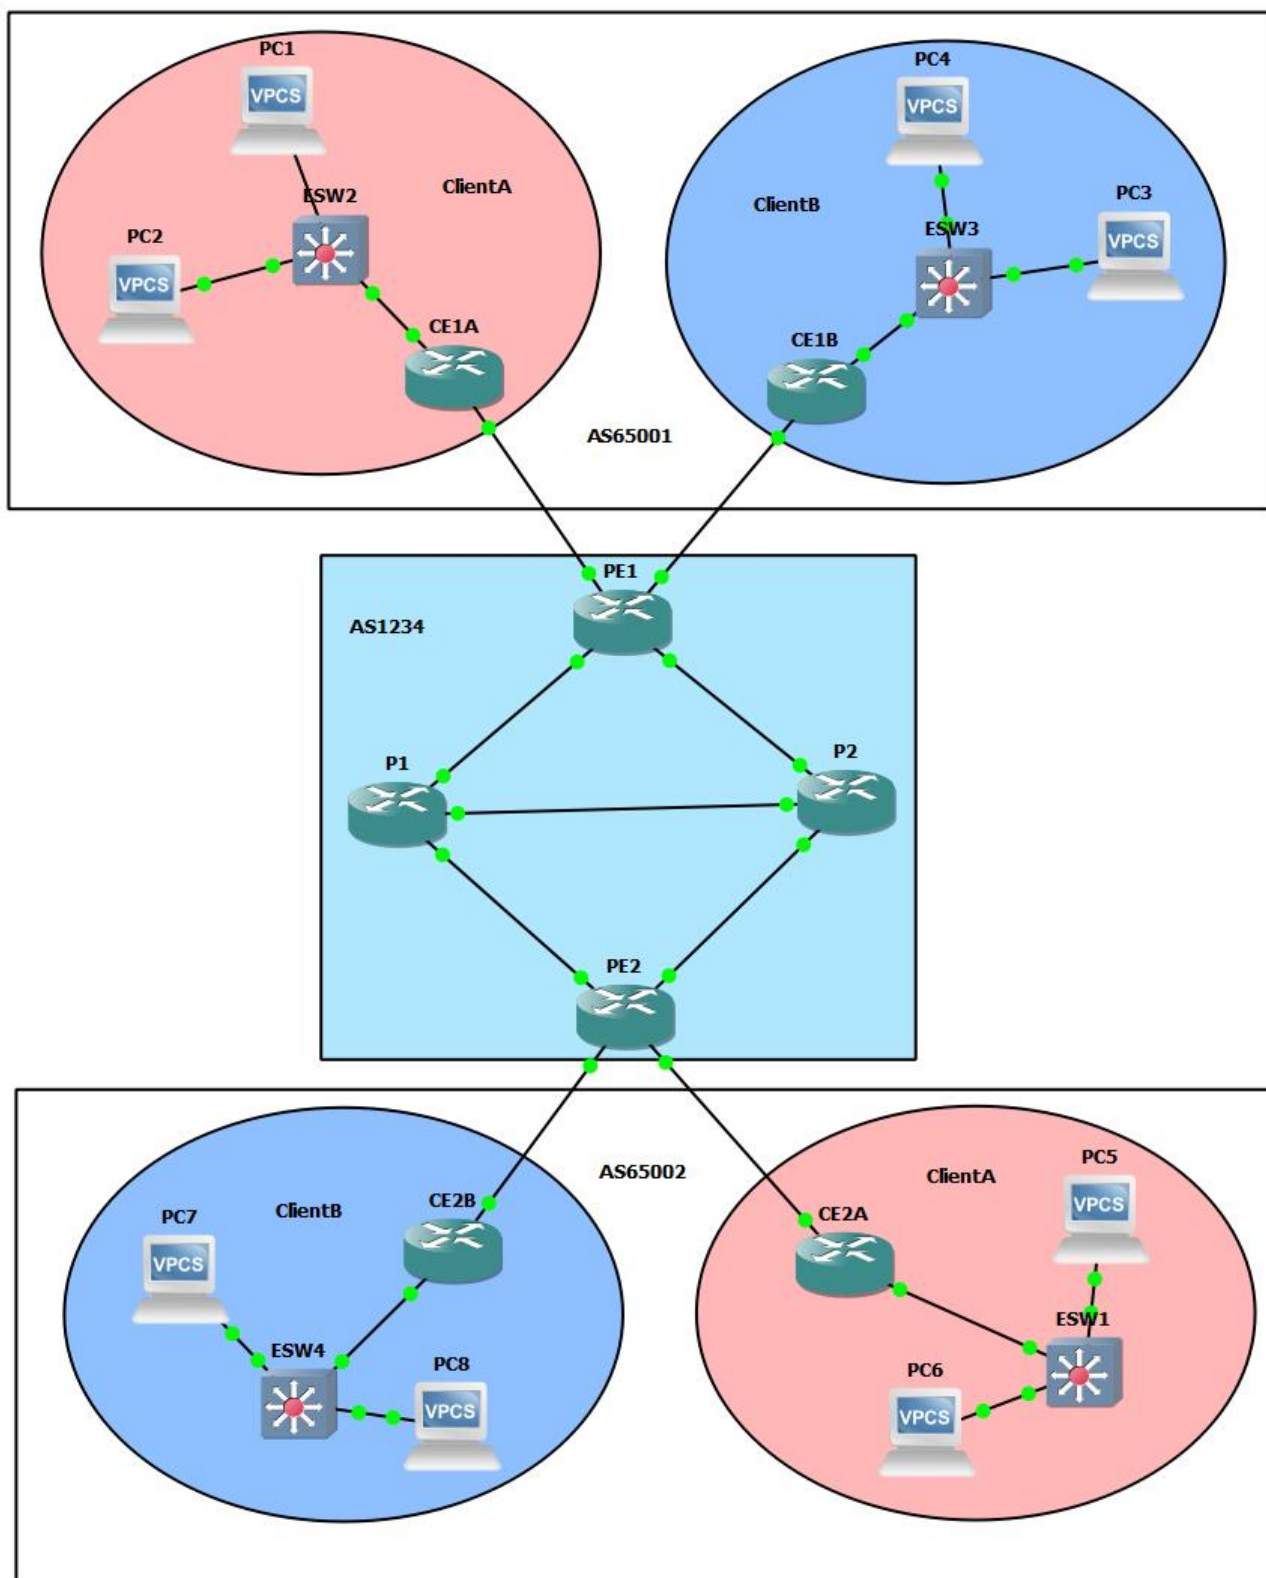 PC1
VPCS
ESW2
ClientA
PC2
VPCS
CE1A
PC4
VPCS
ClientB
PC3
VPCS
ESW3
CE1B
AS65001
PE1
AS1234
P1
P2
PE2
AS65002
ClientB
CE2B
PC7
VPCS
ESW4
PC8
VPCS
ClientA
PC5
VPCS
CE2A
ESW1
PC6
VPCS